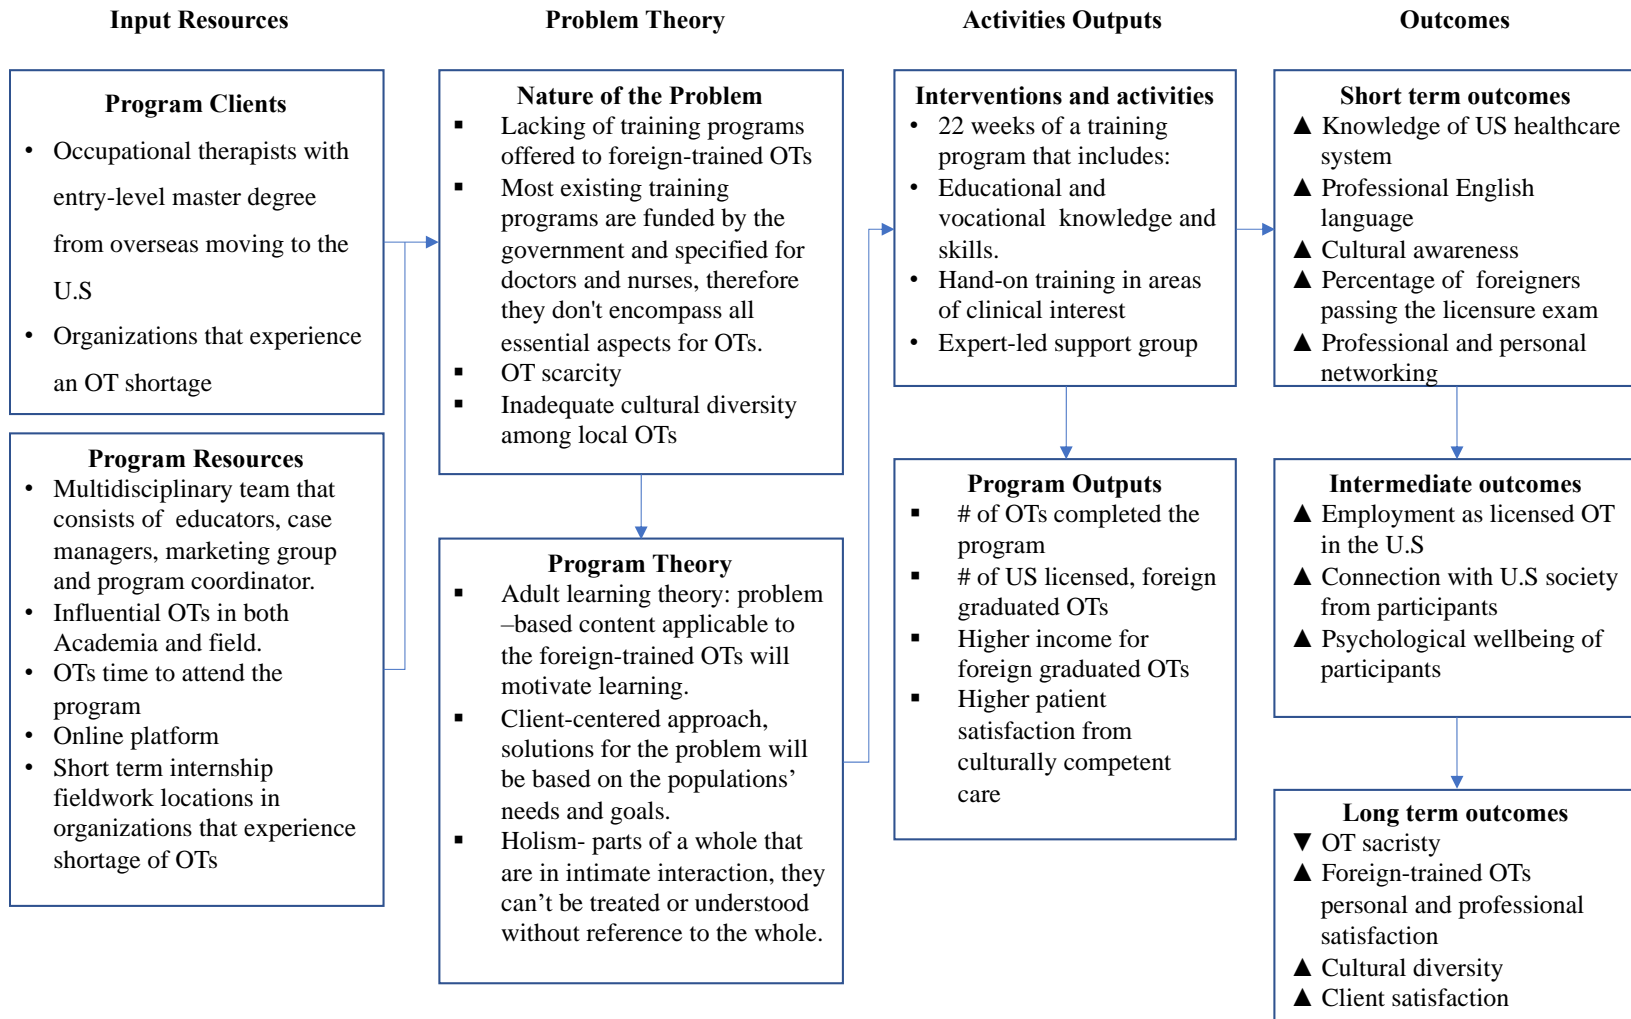 Input Resources
Problem Theory
Activities Outputs
Outcomes
Program Clients
• Occupational therapists with
entry-level master degree
from overseas moving to the
U.S
• Organizations that experience
an OT shortage
Program Resources
• Multidisciplinary team that
consists of educators, case
managers, marketing group
and program coordinator.
• Influential OTs in both
Academia and field.
• OTs time to attend the
program
• Online platform
• Short term internship
fieldwork locations in
organizations that experience
shortage of OTs
Nature of the Problem
▪ Lacking of training programs
offered to foreign-trained OTs
▪ Most existing training
programs are funded by the
government and specified for
doctors and nurses, therefore
they don't encompass all
essential aspects for OTs.
▪ OT scarcity
▪ Inadequate cultural diversity
among local OTs
Program Theory
▪ Adult learning theory: problem
–based content applicable to
the foreign-trained OTs will
motivate learning.
▪ Client-centered approach,
solutions for the problem will
be based on the populations’
needs and goals.
▪ Holism- parts of a whole that
are in intimate interaction, they
can’t be treated or understood
without reference to the whole.
Interventions and activities
• 22 weeks of a training
program that includes:
• Educational and
vocational knowledge and
skills.
• Hand-on training in areas
of clinical interest
• Expert-led support group
Program Outputs
▪ # of OTs completed the
program
▪ # of US licensed, foreign
graduated OTs
▪ Higher income for
foreign graduated OTs
▪ Higher patient
satisfaction from
culturally competent
care
Short term outcomes
▲ Knowledge of US healthcare
system
▲ Professional English
language
▲ Cultural awareness
▲ Percentage of foreigners
passing the licensure exam
▲ Professional and personal
networking
Intermediate outcomes
▲ Employment as licensed OT
in the U.S
▲ Connection with U.S society
from participants
▲ Psychological wellbeing of
participants
Long term outcomes
▼ OT sacristy
▲ Foreign-trained OTs
personal and professional
satisfaction
▲ Cultural diversity
▲ Client satisfaction